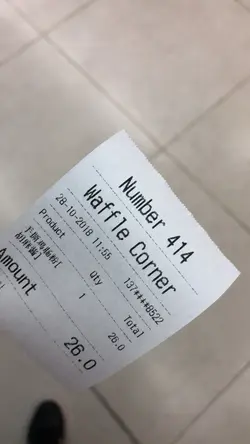 Number 414
Waffle Corner
28-10-2018 11:55 137****8522
Product Qty Total
1 26.0
Amount 26.0